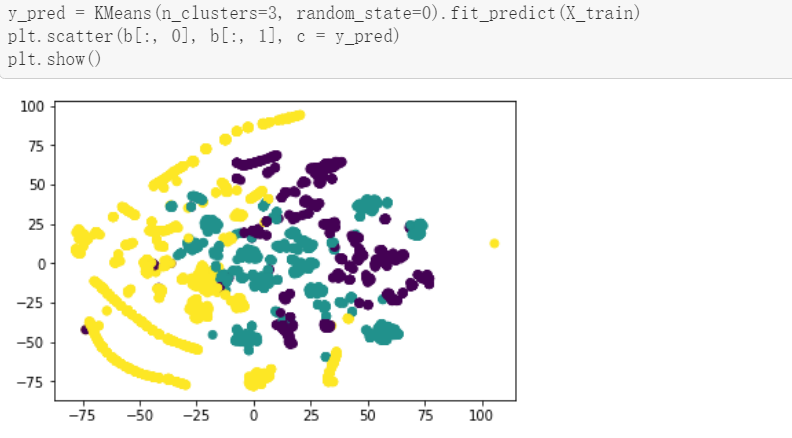 y_pred = KMeans(n_clusters=3, random_state=0).fit_predict(X_train)
plt.scatter(b[:, 0], b[:, 1], c = y_pred)
plt.show()
100
75
50
25
0
−25
−50
−75
−75 −50 −25 0 25 50 75 100